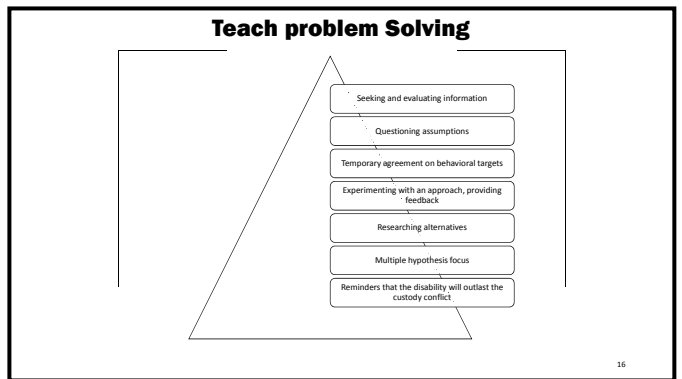 Teach problem Solving
Seeking and evaluating information
Questioning assumptions
Temporary agreement on behavioral targets
Experimenting with an approach, providing
feedback
Researching alternatives
Multiple hypothesis focus
Reminders that the disability will outlast the
custody conflict
16